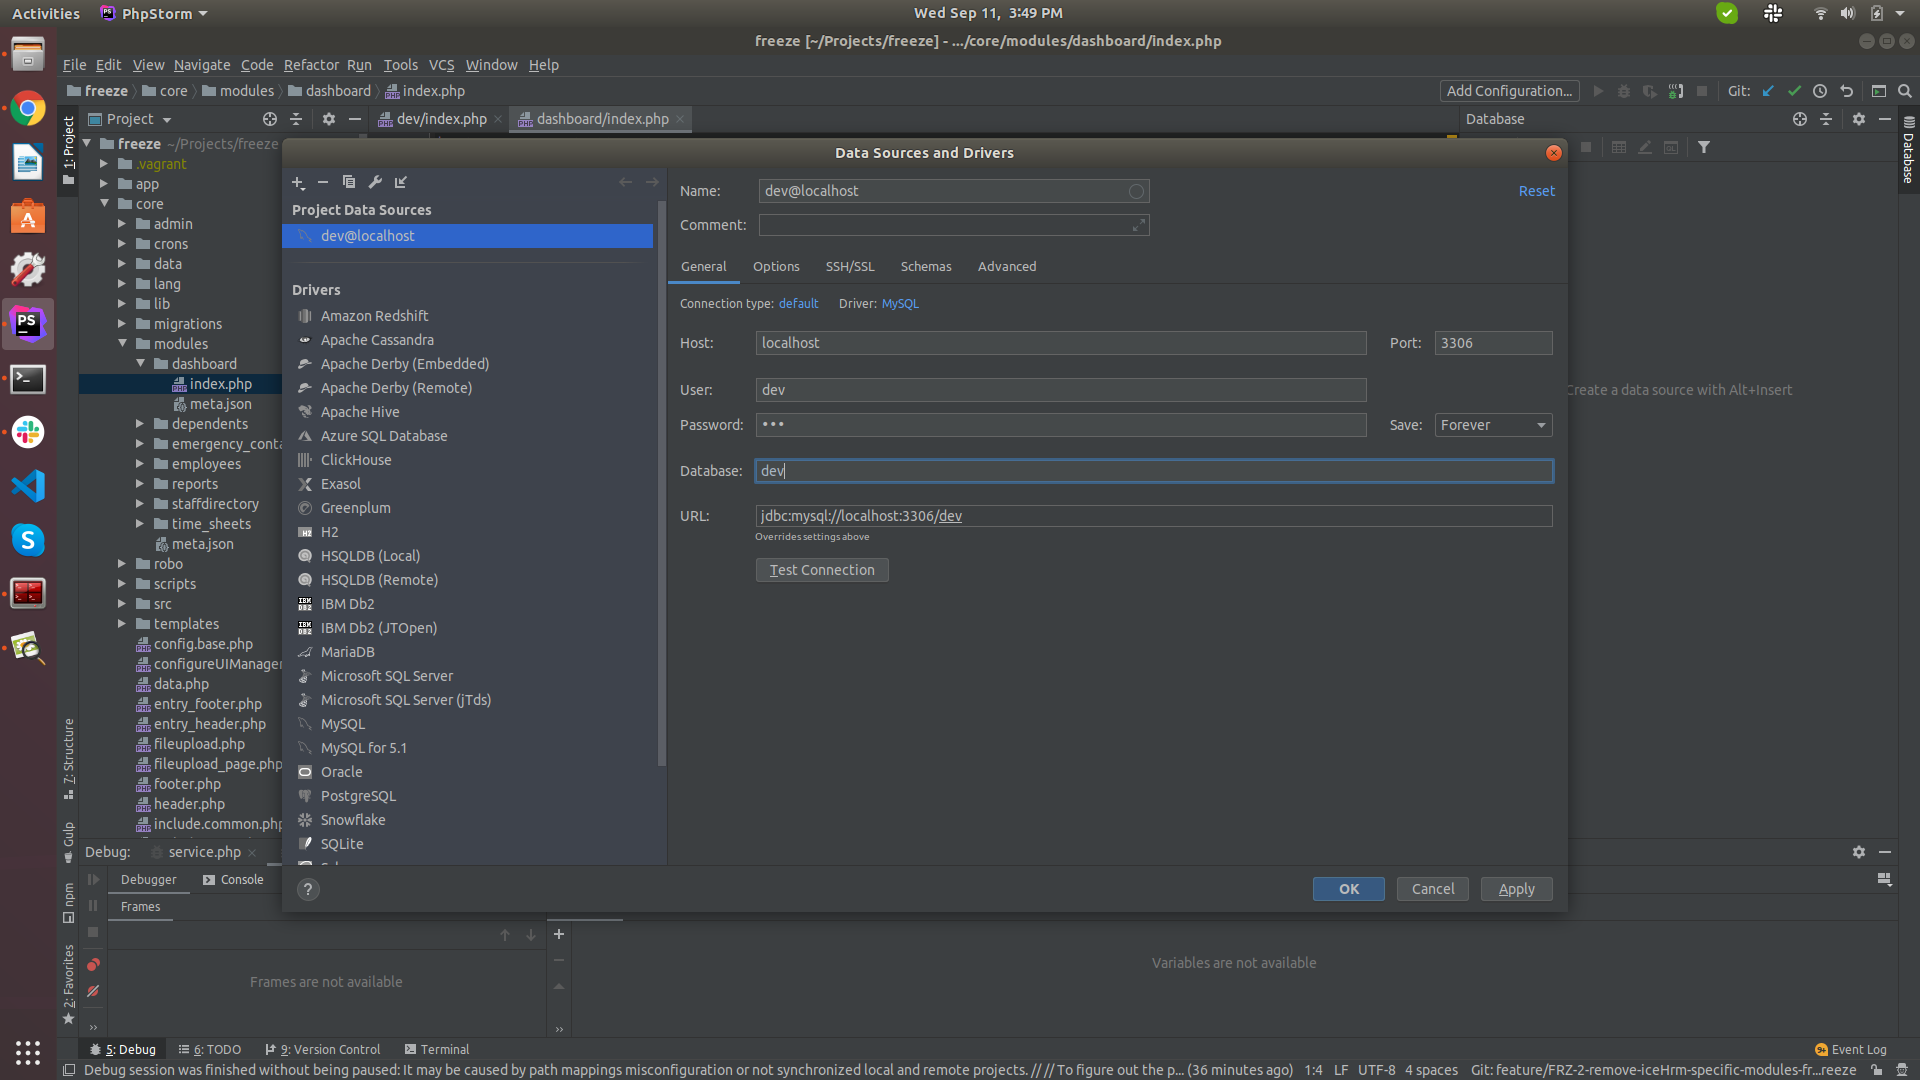 Activities
PhpStorm
Wed Sep 11, 3:49 PM
freeze [~/Projects/freeze] - .../core/modules/dashboard/index.php
File Edit View Navigate Code Refactor Run Tools VCS Window Help
freeze core modules dashboard index.php
Add Configuration...
Git:
Project
dev/index.php
dashboard/index.php
Database
1: Project
Database
freeze ~/Projects/freeze
.vagrant
app
core
admin
crons
data
lang
lib
migrations
modules
dashboard
index.php
meta.json
dependents
emergency_conta
employees
reports
staffdirectory
time_sheets
meta.json
robo
scripts
src
templates
config.base.php
configureUIManager
data.php
entry_footer.php
entry_header.php
fileupload.php
fileupload_page.php
footer.php
header.php
include.common.php
7: Structure
Gulp
npm
2: Favorites
Data Sources and Drivers
Project Data Sources
dev@localhost
Drivers
Amazon Redshift
Apache Cassandra
Apache Derby (Embedded)
Apache Derby (Remote)
Apache Hive
Azure SQL Database
ClickHouse
Exasol
Greenplum
H2
HSQLDB (Local)
HSQLDB (Remote)
IBM Db2
IBM Db2 (JTOpen)
MariaDB
Microsoft SQL Server
Microsoft SQL Server (jTds)
MySQL
MySQL for 5.1
Oracle
PostgreSQL
Snowflake
SQLite
Name: dev@localhost
Reset
Comment:
General Options SSH/SSL Schemas Advanced
Connection type: default Driver: MySQL
Host: localhost Port: 3306
User: dev
Password: ••• Save: Forever
Database: dev
URL: jdbc:mysql://localhost:3306/dev
Overrides settings above
Test Connection
OK Cancel Apply
Create a data source with Alt+Insert
Debug: service.php
Debugger Console
Frames
Frames are not available
Variables are not available
5: Debug 6: TODO 9: Version Control Terminal
Event Log
Debug session was finished without being paused: It may be caused by path mappings misconfiguration or not synchronized local and remote projects. // // To figure out the p... (36 minutes ago)
1:4 LF UTF-8 4 spaces Git: feature/FRZ-2-remove-iceHrm-specific-modules-fr...reeze